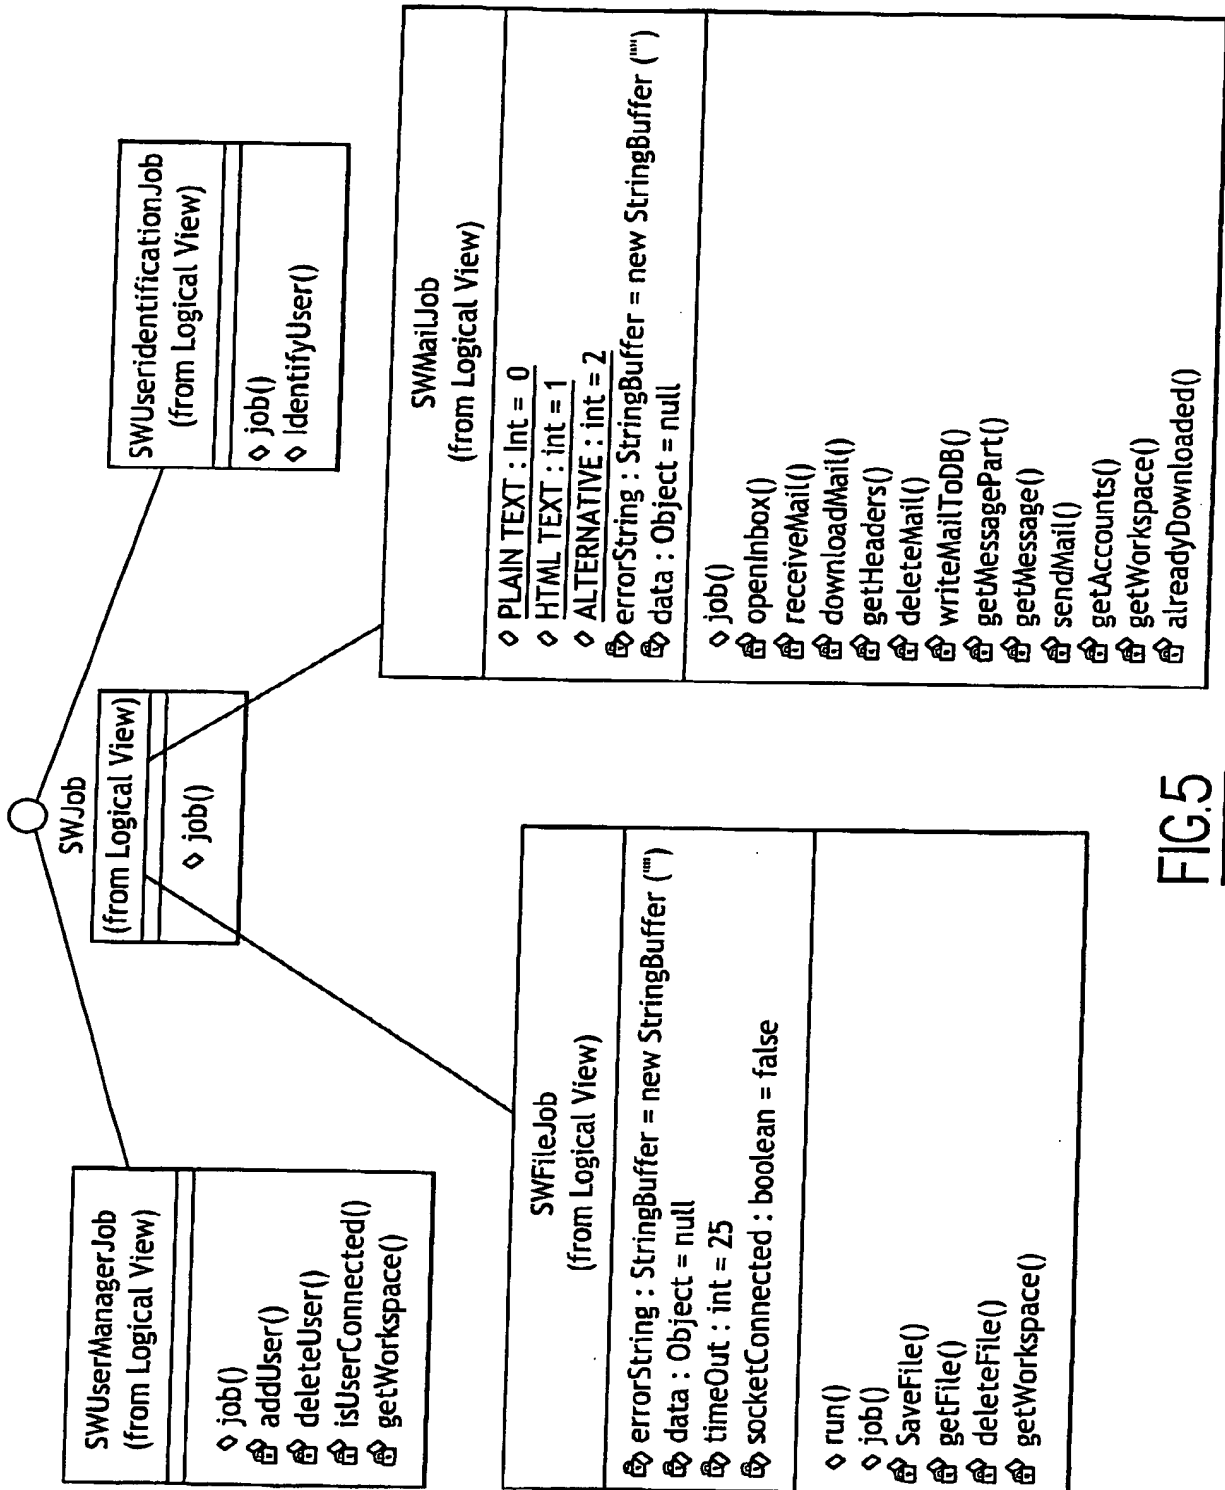 SWJob
(from Logical View)
job()
SWUserManagerJob
(from Logical View)
job()
addUser()
deleteUser()
isUserConnected()
getWorkspace()
SWUseridentificationJob
(from Logical View)
job()
IdentifyUser()
SWFileJob
(from Logical View)
errorString : StringBuffer = new StringBuffer ("")
data : Object = null
timeOut : int = 25
socketConnected : boolean = false
run()
job()
SaveFile()
getFile()
deleteFile()
getWorkspace()
SWMailJob
(from Logical View)
PLAIN TEXT : Int = 0
HTML TEXT : int = 1
ALTERNATIVE : int = 2
errorString : StringBuffer = new StringBuffer ("")
data : Object = null
job()
openInbox()
receiveMail()
downloadMail()
getHeaders()
deleteMail()
writeMailToDB()
getMessagePart()
getMessage()
sendMail()
getAccounts()
getWorkspace()
alreadyDownloaded()
FIG.5